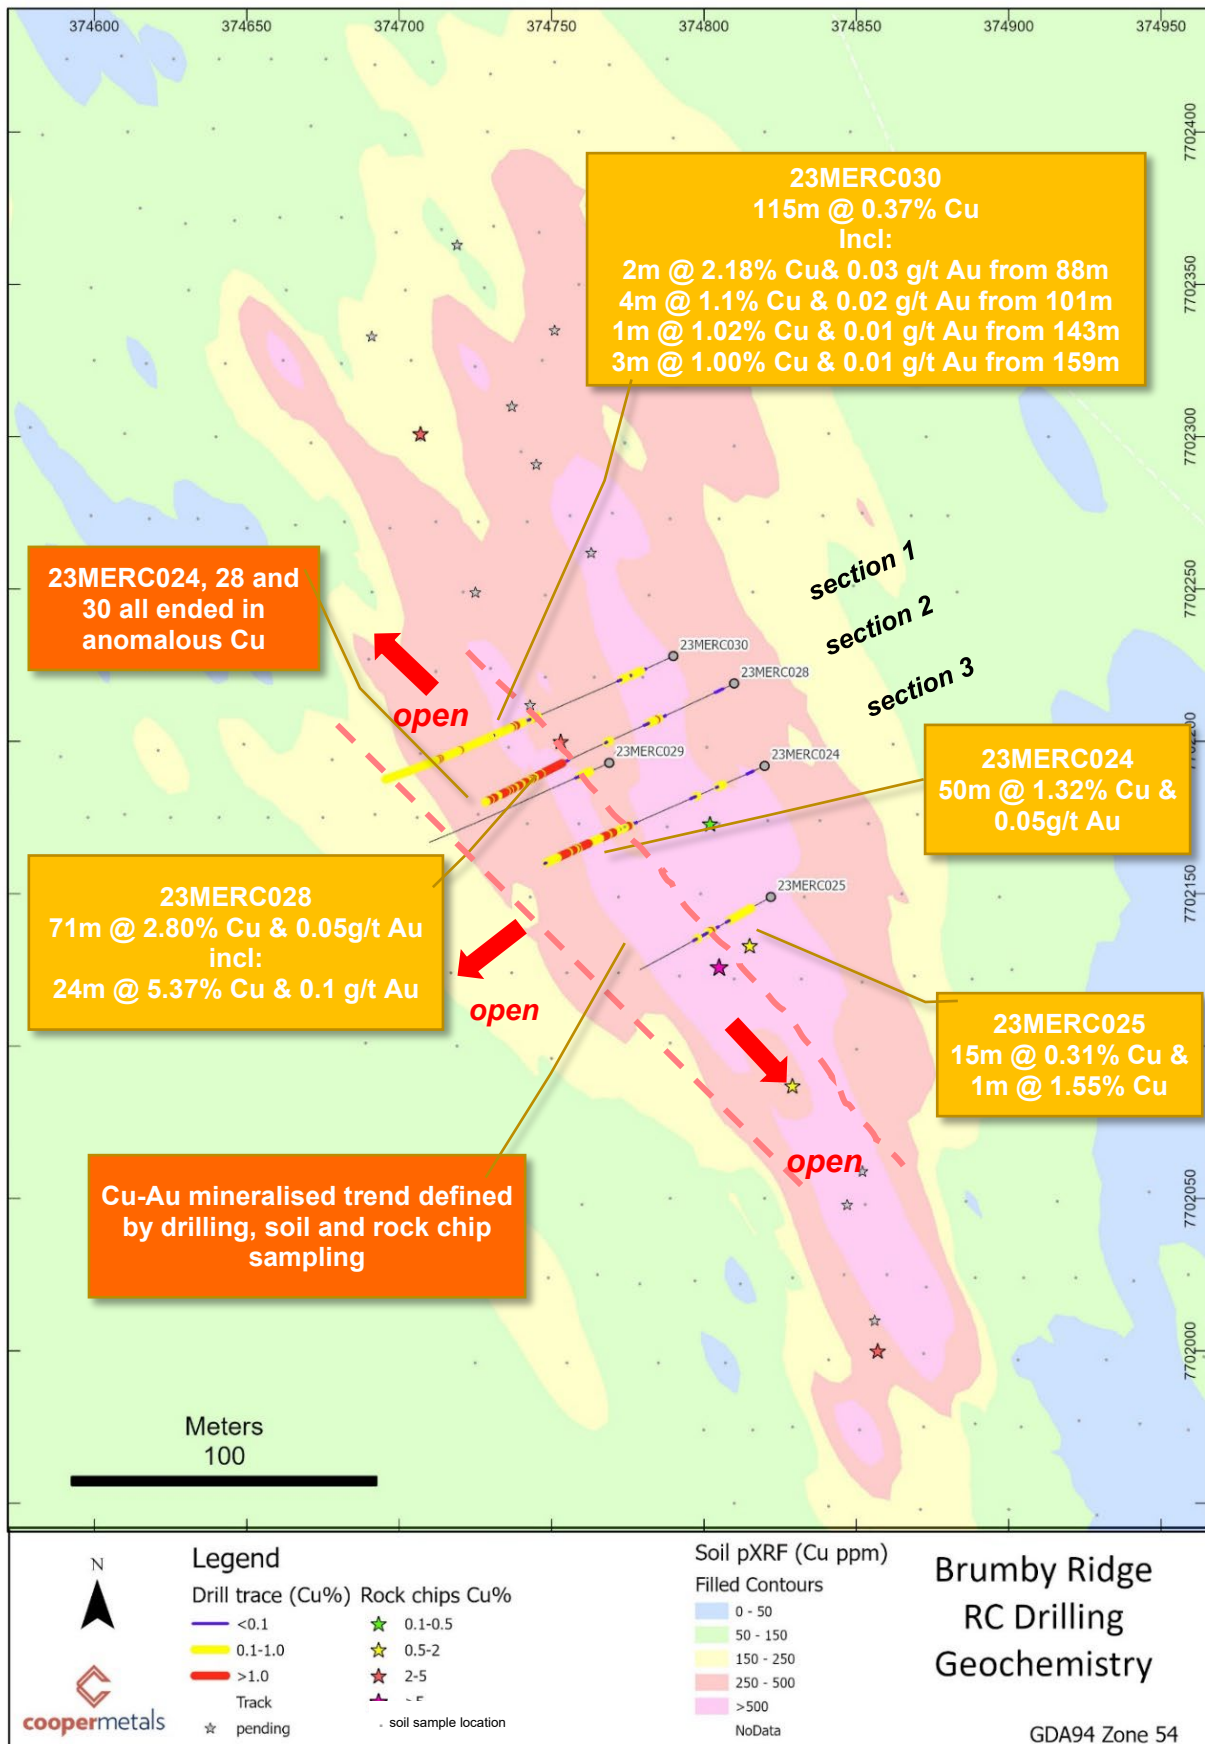 374600
374650
374700
374750
374800
374850
374900
374950
7702400
7702350
7702300
7702250
7702200
7702150
7702050
7702000
23MERC030
115m @ 0.37% Cu
Incl:
2m @ 2.18% Cu& 0.03 g/t Au from 88m
4m @ 1.1% Cu & 0.02 g/t Au from 101m
1m @ 1.02% Cu & 0.01 g/t Au from 143m
3m @ 1.00% Cu & 0.01 g/t Au from 159m
23MERC024, 28 and
30 all ended in
anomalous Cu
section 1
section 2
section 3
open
23MERC030
23MERC028
23MERC029
23MERC024
23MERC025
23MERC024
50m @ 1.32% Cu &
0.05g/t Au
23MERC028
71m @ 2.80% Cu & 0.05g/t Au
incl:
24m @ 5.37% Cu & 0.1 g/t Au
open
23MERC025
15m @ 0.31% Cu &
1m @ 1.55% Cu
open
Cu-Au mineralised trend defined
by drilling, soil and rock chip
sampling
Meters
100
N
coopermetals
Legend
Drill trace (Cu%)
<0.1
0.1-1.0
>1.0
Track
pending
Rock chips Cu%
0.1-0.5
0.5-2
2-5
soil sample location
Soil pXRF (Cu ppm)
Filled Contours
0 - 50
50 - 150
150 - 250
250 - 500
>500
NoData
Brumby Ridge
RC Drilling
Geochemistry
GDA94 Zone 54